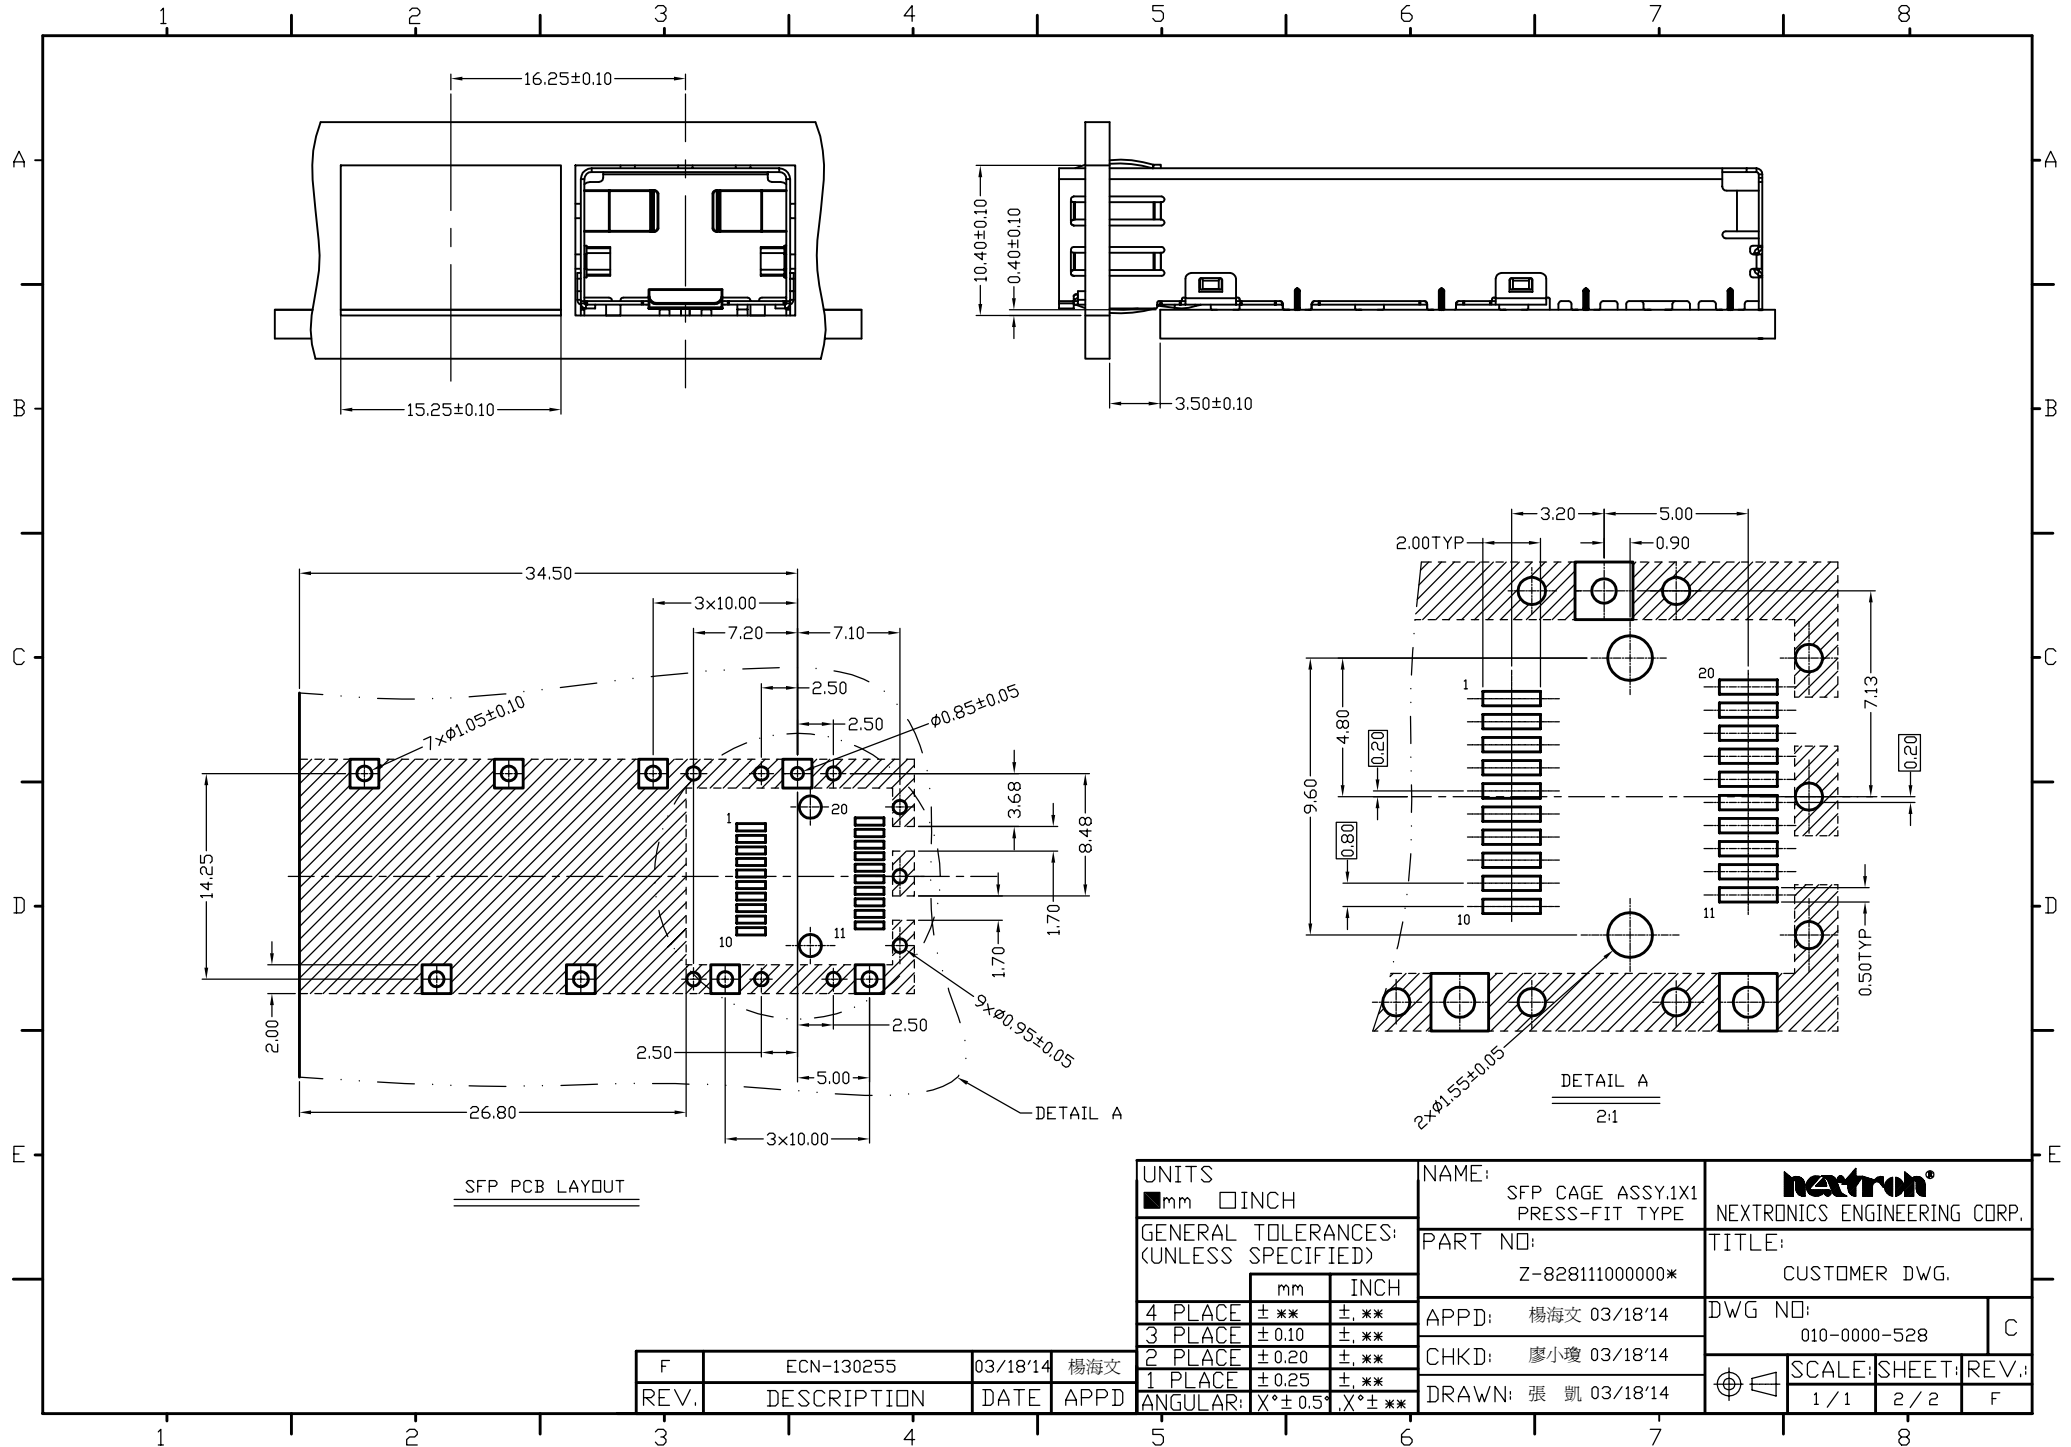 1 2 3 4 5 6 7 8
A A
B B
C C
D D
E E
16.25±0.10
15.25±0.10
10.40±0.10
0.40±0.10
3.50±0.10
34.50
3x10.00
7.20
7.10
2.50
2.50
7xø1.05±0.10
ø0.85±0.05
14.25
2.00
1
20
10
11
3.68
8.48
1.70
1.70
9xø0.95±0.05
2.50
2.50
5.00
26.80
3x10.00
DETAIL A
SFP PCB LAYOUT
3.20
5.00
2.00TYP
0.90
1
20
10
11
9.60
4.80
0.20
0.80
7.13
0.20
0.50TYP
2xø1.55±0.05
DETAIL A
2:1
UNITS
mm INCH
GENERAL TOLERANCES:
(UNLESS SPECIFIED)
mm INCH
4 PLACE ± ** ±. **
3 PLACE ± 0.10 ±. **
2 PLACE ± 0.20 ±. **
1 PLACE ± 0.25 ±. **
ANGULAR: X°± 0.5° .X°± **
NAME:
SFP CAGE ASSY.1X1
PRESS-FIT TYPE
PART NO:
Z-828111000000*
APPD: 楊海文 03/18'14
CHKD: 廖小瓊 03/18'14
DRAWN: 張 凱 03/18'14
nextron®
NEXTRONICS ENGINEERING CORP.
TITLE:
CUSTOMER DWG.
DWG NO:
010-0000-528
C
SCALE: SHEET: REV.:
1/1 2/2 F
F ECN-130255 03/18'14 楊海文
REV. DESCRIPTION DATE APPD
1 2 3 4 5 6 7 8